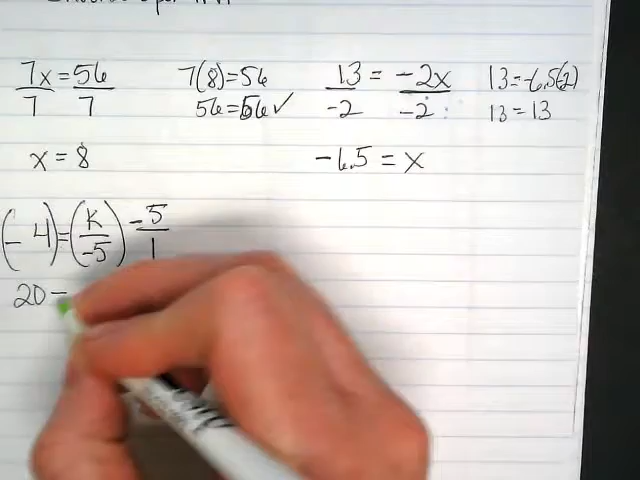 7x = 56 7(8)=56 13 = -2x 13=-6.5(-2)
7 7 56=56✓ -2 -2 13 = 13
x = 8 -6.5 = x
(-4)=(K/-5) -5/1
20=